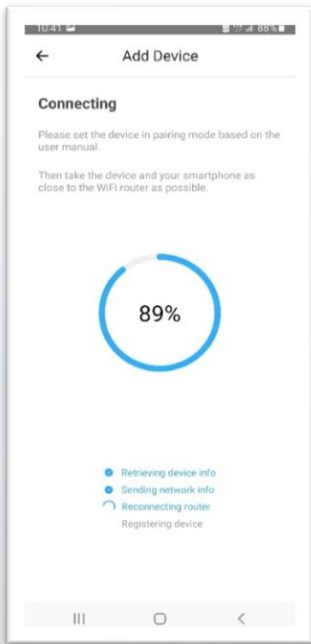 10:41 88%
Add Device
Connecting
Please set the device in pairing mode based on the
user manual.
Then take the device and your smartphone as
close to the WiFi router as possible.
89%
Retrieving device info
Sending network info
Reconnecting router
Registering device